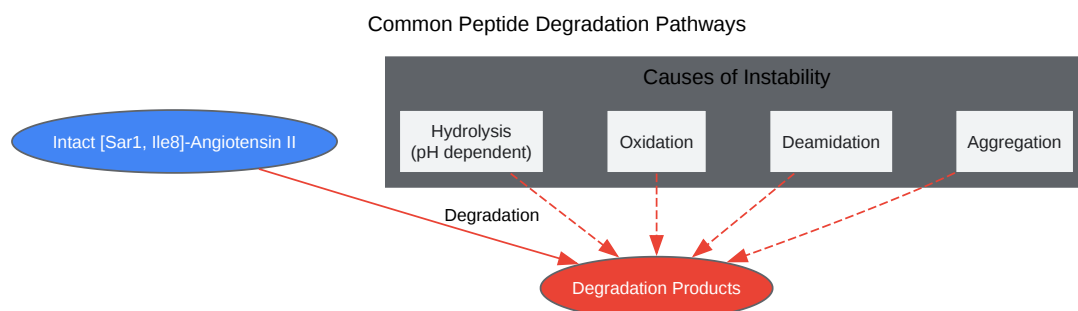 Common Peptide Degradation Pathways
Causes of Instability
Intact [Sar1, Ile8]-Angiotensin II
Hydrolysis
(pH dependent)
Oxidation
Deamidation
Aggregation
Degradation
Degradation Products